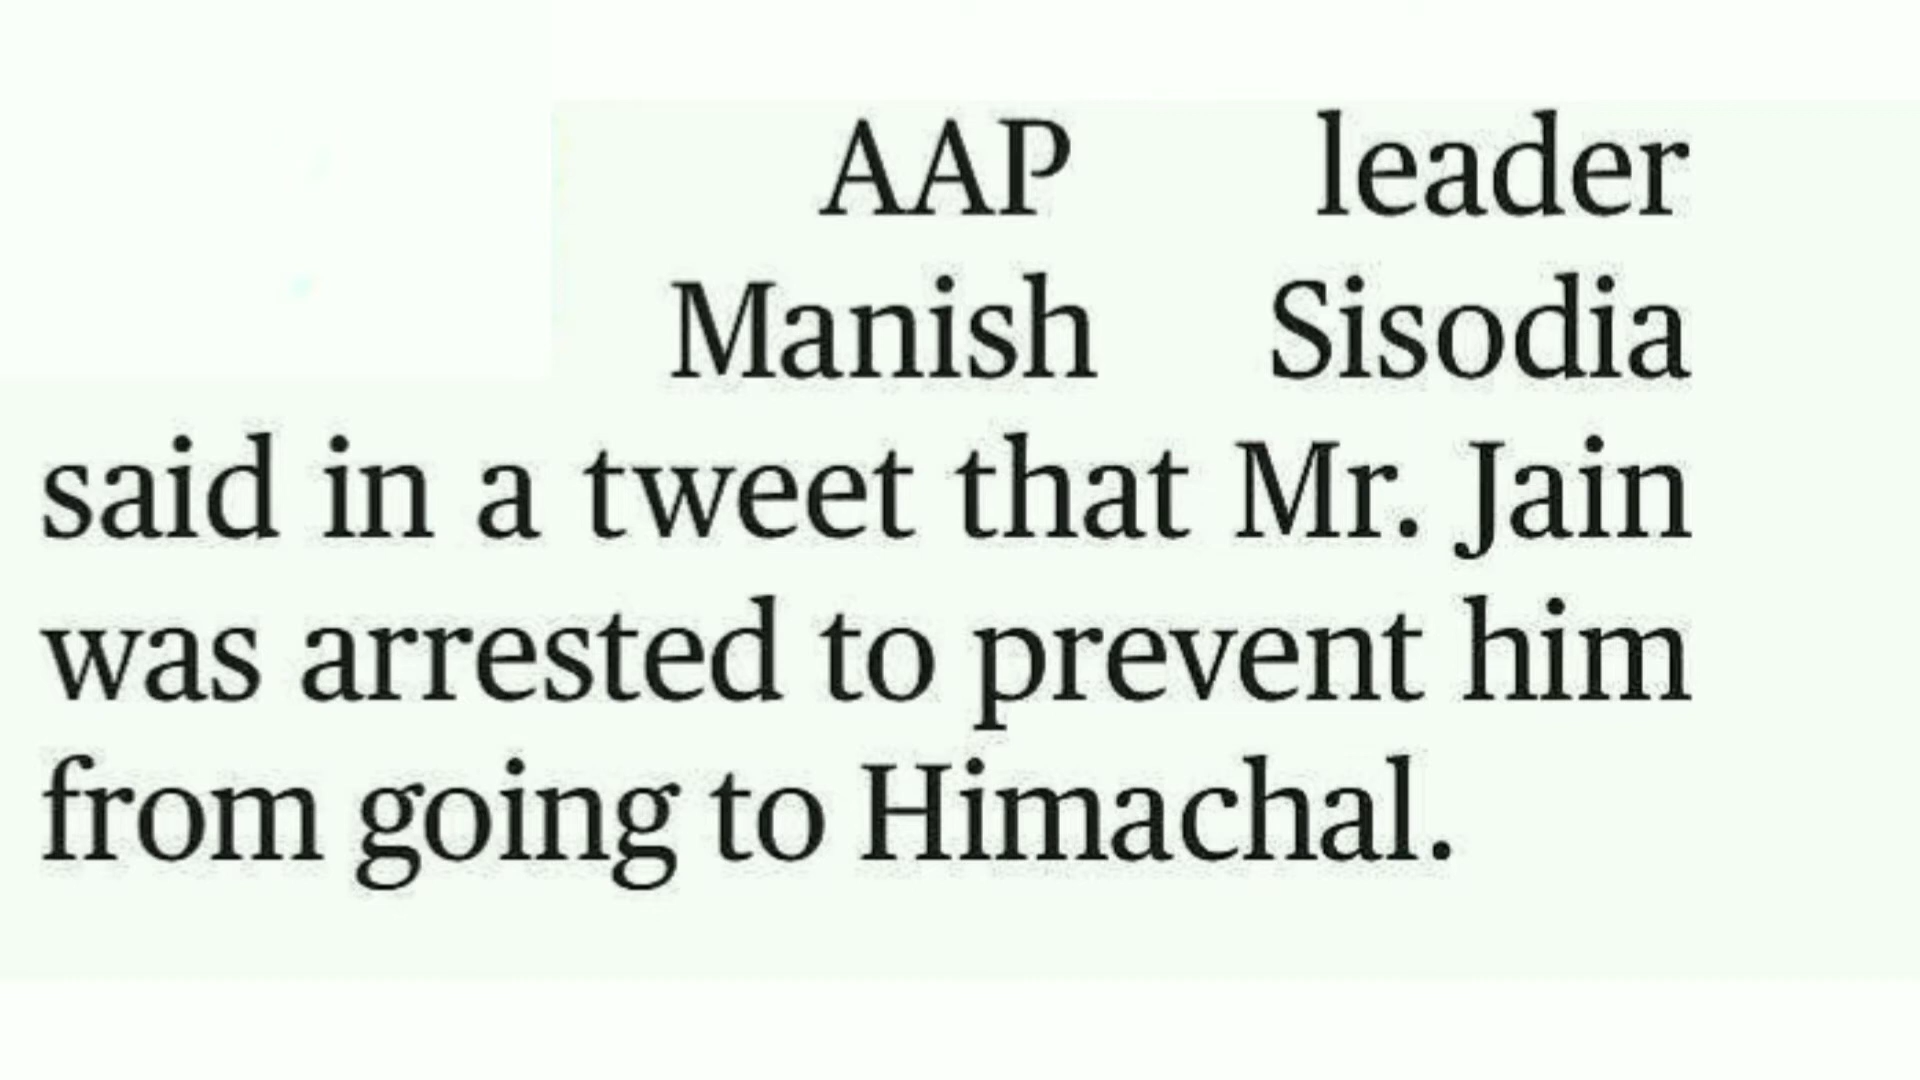 AAP leader
Manish Sisodia
said in a tweet that Mr. Jain
was arrested to prevent him
from going to Himachal.